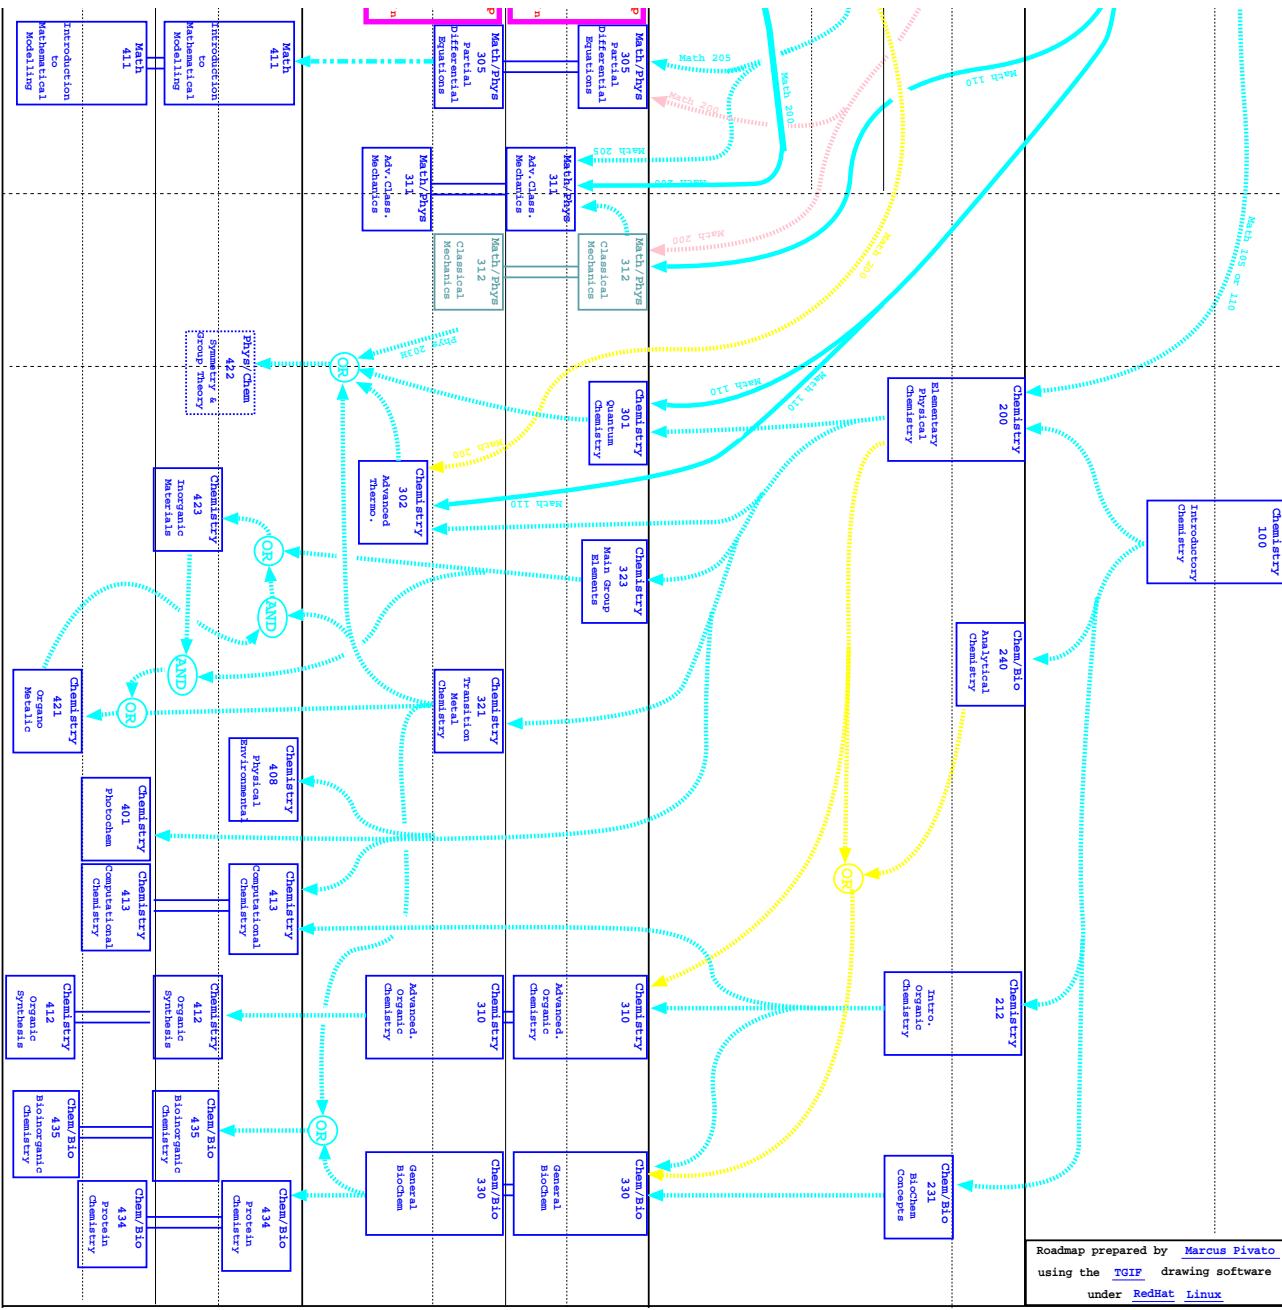 P
n
P
n
Math
411
Introduction
to
Mathematical
Modelling
Math
411
Introduction
to
Mathematical
Modelling
Math/Phys
305
Partial
Differential
Equations
Math/Phys
305
Partial
Differential
Equations
Math 205
Math 200
Math 200
Math 110
Math/Phys
311
Adv.Class.
Mechanics
Math/Phys
311
Adv.Class.
Mechanics
Math 205
Math 200
Math/Phys
312
Classical
Mechanics
Math/Phys
312
Classical
Mechanics
Math 200
Math 200
Math 105 or 110
Phys/Chem
422
Symmetry &
Group Theory
OR
Phys 203H
Chemistry
301
Quantum
Chemistry
Math 110
Math 110
Chemistry
200
Elementary
Physical
Chemistry
Chemistry
423
Inorganic
Materials
Chemistry
302
Advanced
Thermo.
Math 200
Math 110
Chemistry
100
Introductory
Chemistry
OR
AND
Chemistry
323
Main Group
Elements
Chem/Bio
240
Analytical
Chemistry
Chemistry
421
Organo
Metalic
AND
OR
Chemistry
321
Transition
Metal
Chemistry
Chemistry
408
Physical
Environmental
Chemistry
401
Photochem
Chemistry
413
Computational
Chemistry
Chemistry
413
Computational
Chemistry
OR
Chemistry
412
Organic
Synthesis
Chemistry
412
Organic
Synthesis
Chemistry
310
Advanced.
Organic
Chemistry
Chemistry
310
Advanced.
Organic
Chemistry
Chemistry
212
Intro.
Organic
Chemistry
Chem/Bio
435
Bioinorganic
Chemistry
Chem/Bio
435
Bioinorganic
Chemistry
OR
Chem/Bio
330
General
BioChem
Chem/Bio
330
General
BioChem
Chem/Bio
231
BioChem
Concepts
Chem/Bio
434
Protein
Chemistry
Chem/Bio
434
Protein
Chemistry
Roadmap prepared by Marcus Pivato
using the TGIF drawing software
under RedHat Linux